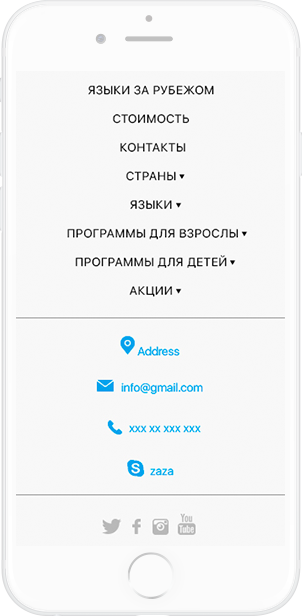 ЯЗЫКИ ЗА РУБЕЖОМ
СТОИМОСТЬ
КОНТАКТЫ
СТРАНЫ ▾
ЯЗЫКИ ▾
ПРОГРАММЫ ДЛЯ ВЗРОСЛЫ ▾
ПРОГРАММЫ ДЛЯ ДЕТЕЙ ▾
АКЦИИ ▾
Address
info@gmail.com
xxx xx xxx xxx
zaza
You
Tube